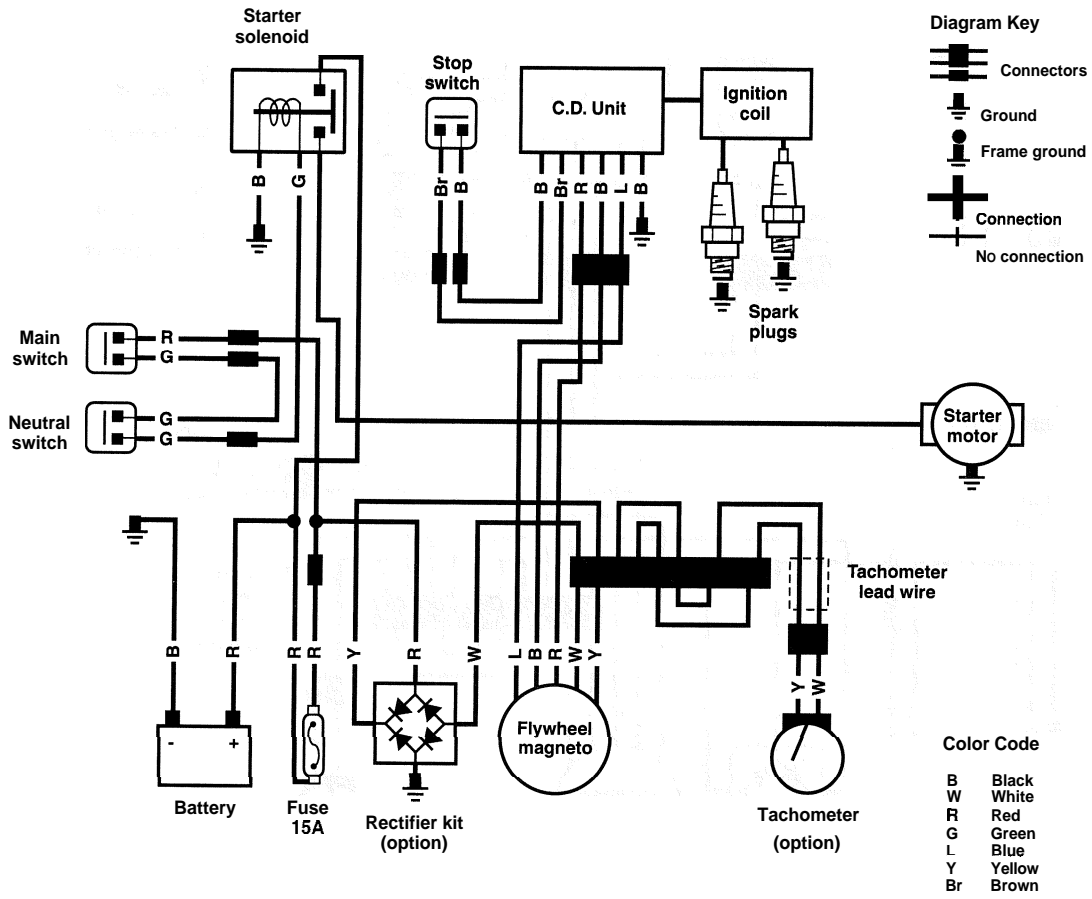 Starter
solenoid
Stop
switch
C.D. Unit
Ignition
coil
Diagram Key
Connectors
Ground
Frame ground
Connection
No connection
B
G
Br
B
B
Br
R
B
L
B
Spark
plugs
Main
switch
R
G
Neutral
switch
G
G
Starter
motor
Tachometer
lead wire
B
R
R
R
Y
R
W
L
B
R
W
Y
Y
W
- +
Battery
Fuse
15A
Rectifier kit
(option)
Flywheel
magneto
Tachometer
(option)
Color Code
B Black
W White
R Red
G Green
L Blue
Y Yellow
Br Brown